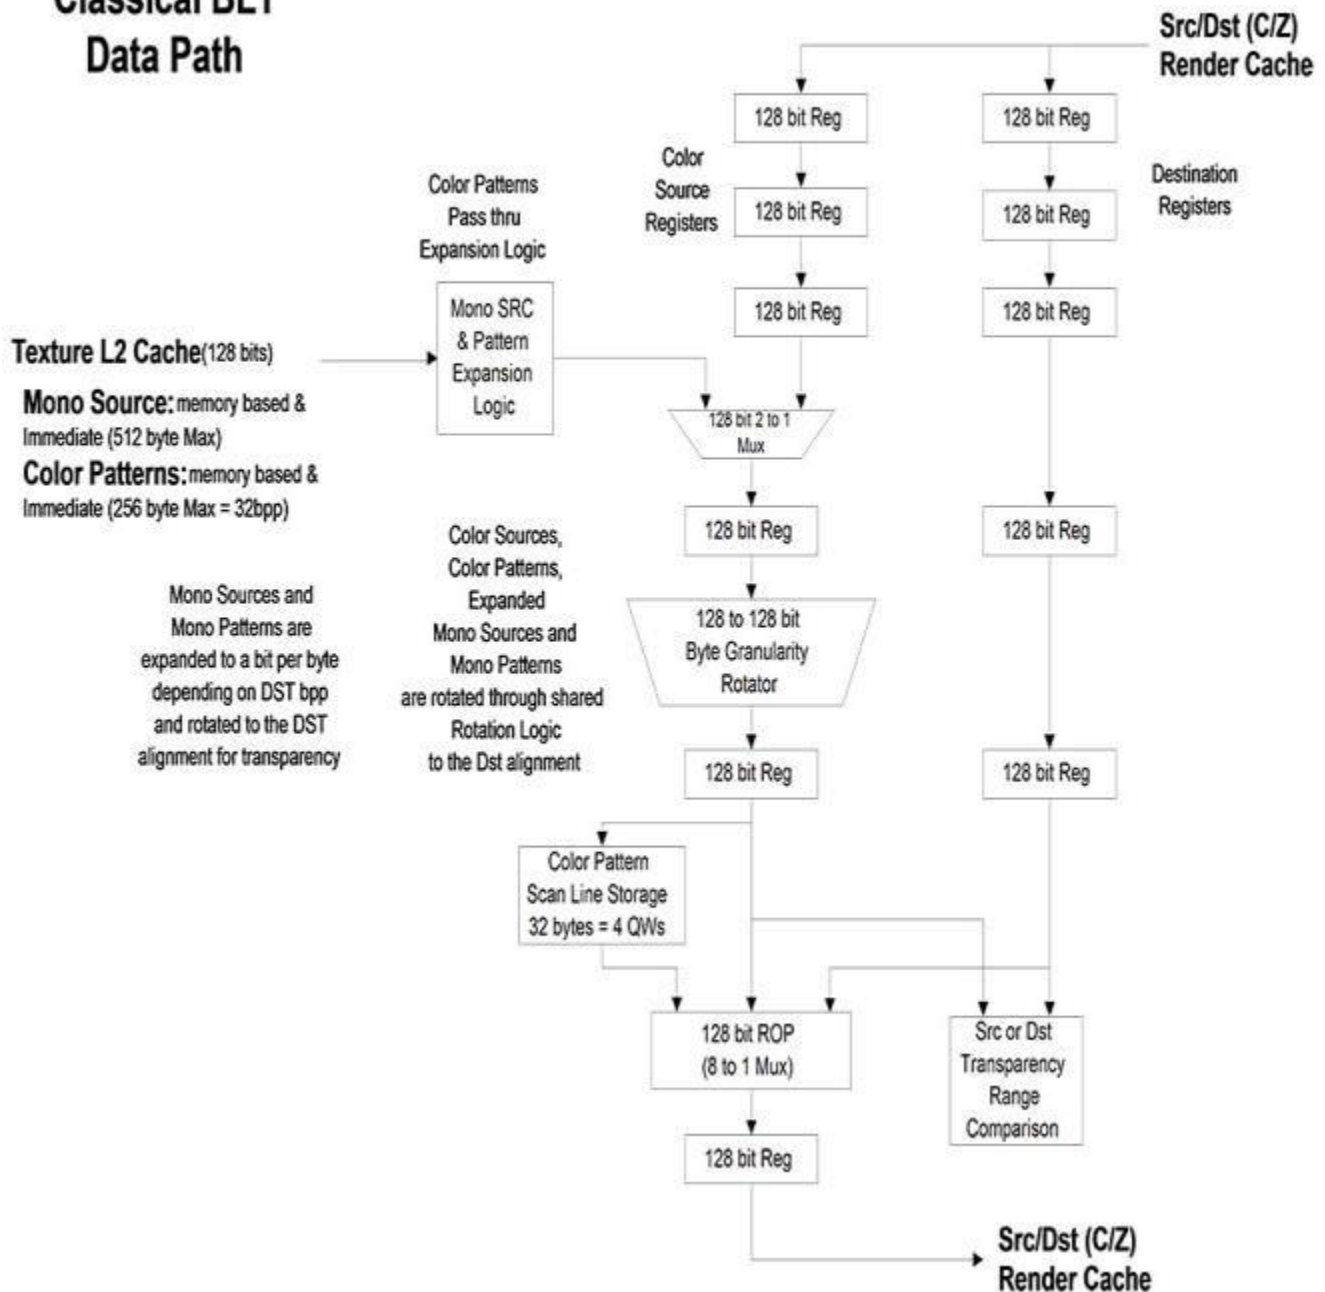 Classical BLT
Data Path
Src/Dst (C/Z)
Render Cache
128 bit Reg
128 bit Reg
Color
Source
Registers
128 bit Reg
128 bit Reg
Destination
Registers
Color Patterns
Pass thru
Expansion Logic
128 bit Reg
128 bit Reg
Mono SRC
& Pattern
Expansion
Logic
Texture L2 Cache(128 bits)
Mono Source: memory based &
Immediate (512 byte Max)
Color Patterns: memory based &
Immediate (256 byte Max = 32bpp)
128 bit 2 to 1
Mux
128 bit Reg
128 bit Reg
Mono Sources and
Mono Patterns are
expanded to a bit per byte
depending on DST bpp
and rotated to the DST
alignment for transparency
Color Sources,
Color Patterns,
Expanded
Mono Sources and
Mono Patterns
are rotated through shared
Rotation Logic
to the Dst alignment
128 to 128 bit
Byte Granularity
Rotator
128 bit Reg
128 bit Reg
Color Pattern
Scan Line Storage
32 bytes = 4 QWs
128 bit ROP
(8 to 1 Mux)
Src or Dst
Transparency
Range
Comparison
128 bit Reg
Src/Dst (C/Z)
Render Cache